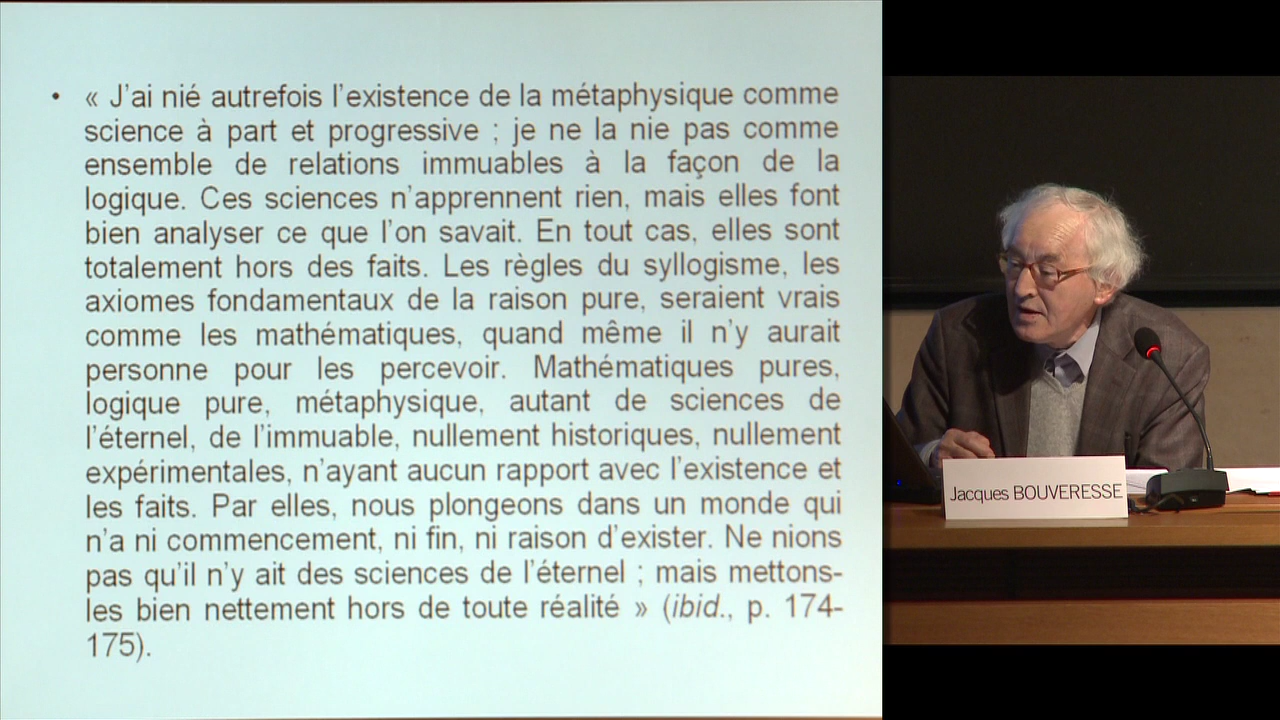 • « J'ai nié autrefois l'existence de la métaphysique comme
science à part et progressive ; je ne la nie pas comme
ensemble de relations immuables à la façon de la
logique. Ces sciences n'apprennent rien, mais elles font
bien analyser ce que l'on savait. En tout cas, elles sont
totalement hors des faits. Les règles du syllogisme, les
axiomes fondamentaux de la raison pure, seraient vrais
comme les mathématiques, quand même il n'y aurait
personne pour les percevoir. Mathématiques pures,
logique pure, métaphysique, autant de sciences de
l'éternel, de l'immuable, nullement historiques, nullement
expérimentales, n'ayant aucun rapport avec l'existence et
les faits. Par elles, nous plongeons dans un monde qui
n'a ni commencement, ni fin, ni raison d'exister. Ne nions
pas qu'il n'y ait des sciences de l'éternel ; mais mettons-
les bien nettement hors de toute réalité » (ibid., p. 174-
175).
Jacques BOUVERESSE